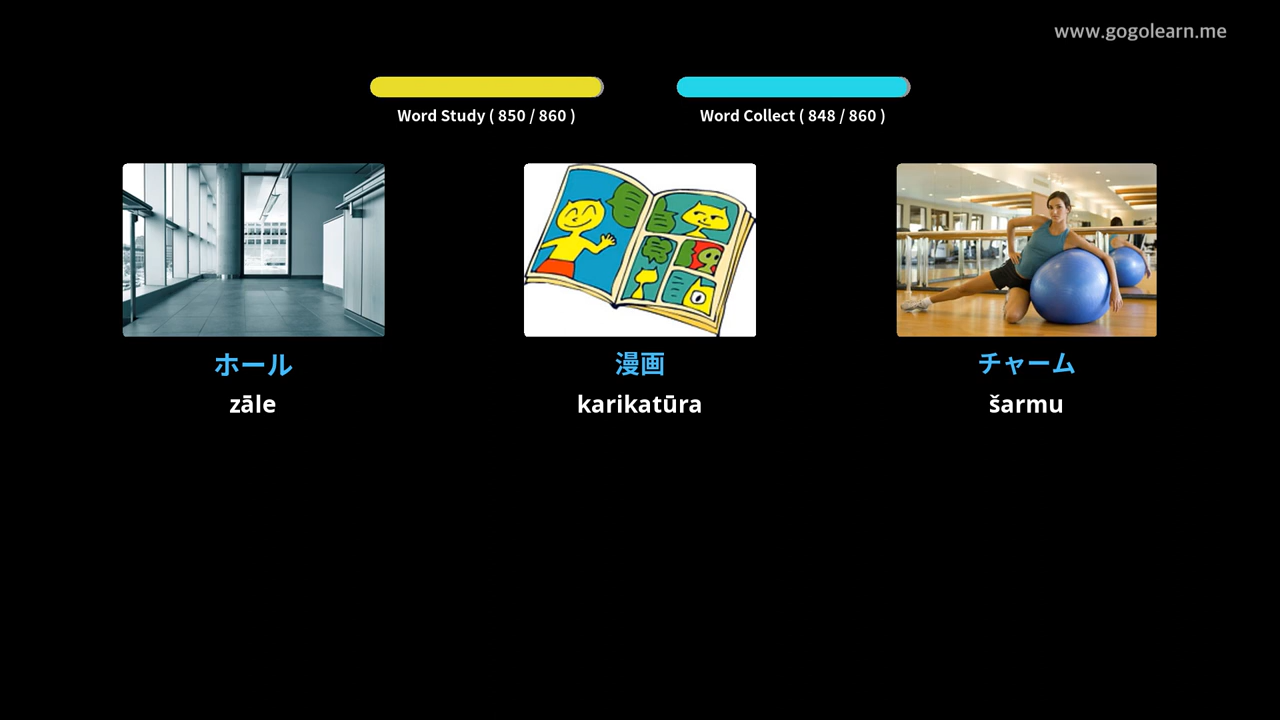 www.gogolearn.me
Word Study ( 850 / 860 )
Word Collect ( 848 / 860 )
ホール
漫画
チャーム
zāle
karikatūra
šarmu